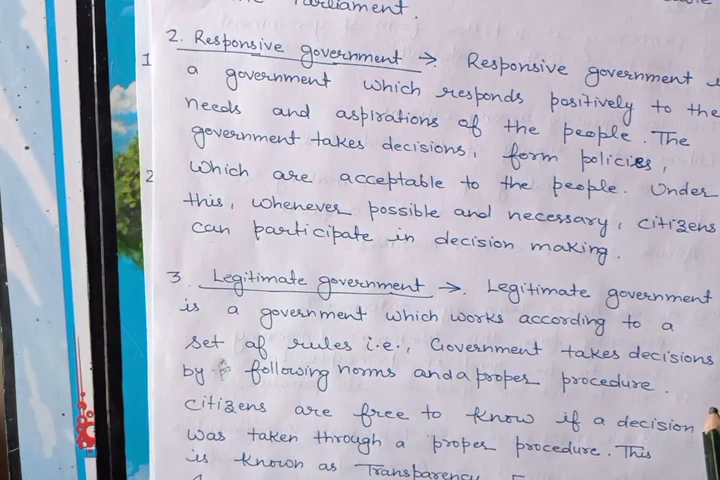 Parliament.
2. Responsive government → Responsive government is
1 a government which responds positively to the
needs and aspirations of the people. The
government takes decisions, form policies,
2 which are acceptable to the people. Under
this, whenever possible and necessary, citizens
can participate in decision making.
3. Legitimate government →. Legitimate government
is a government which works according to a
set of rules i.e., Government takes decisions
by following norms and a proper procedure.
citizens are free to know if a decision
was taken through a proper procedure. This
is known as Transparency